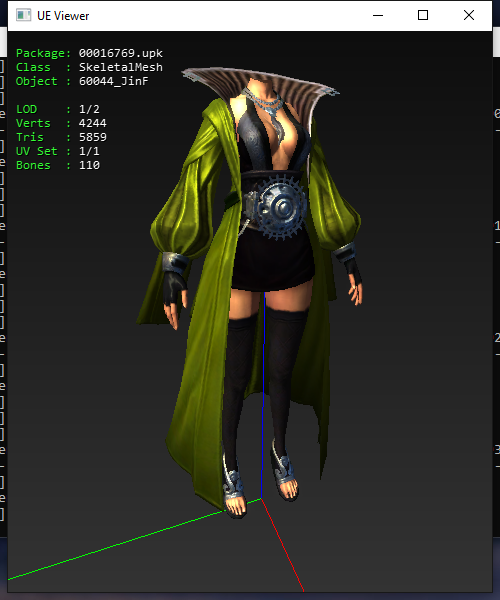 UE Viewer
Package: 00016769.upk
Class  : SkeletalMesh
Object : 60044_JinF
LOD    : 1/2
Verts  : 4244
Tris   : 5859
UV Set : 1/1
Bones  : 110